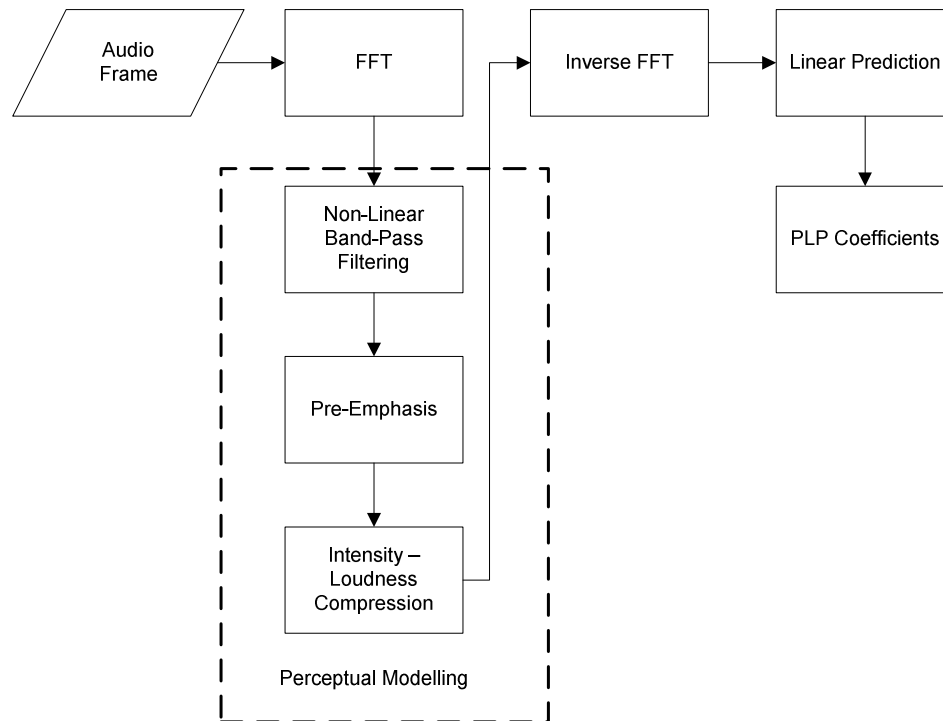 Audio
Frame
FFT
Inverse FFT
Linear Prediction
Non-Linear
Band-Pass
Filtering
PLP Coefficients
Pre-Emphasis
Intensity –
Loudness
Compression
Perceptual Modelling